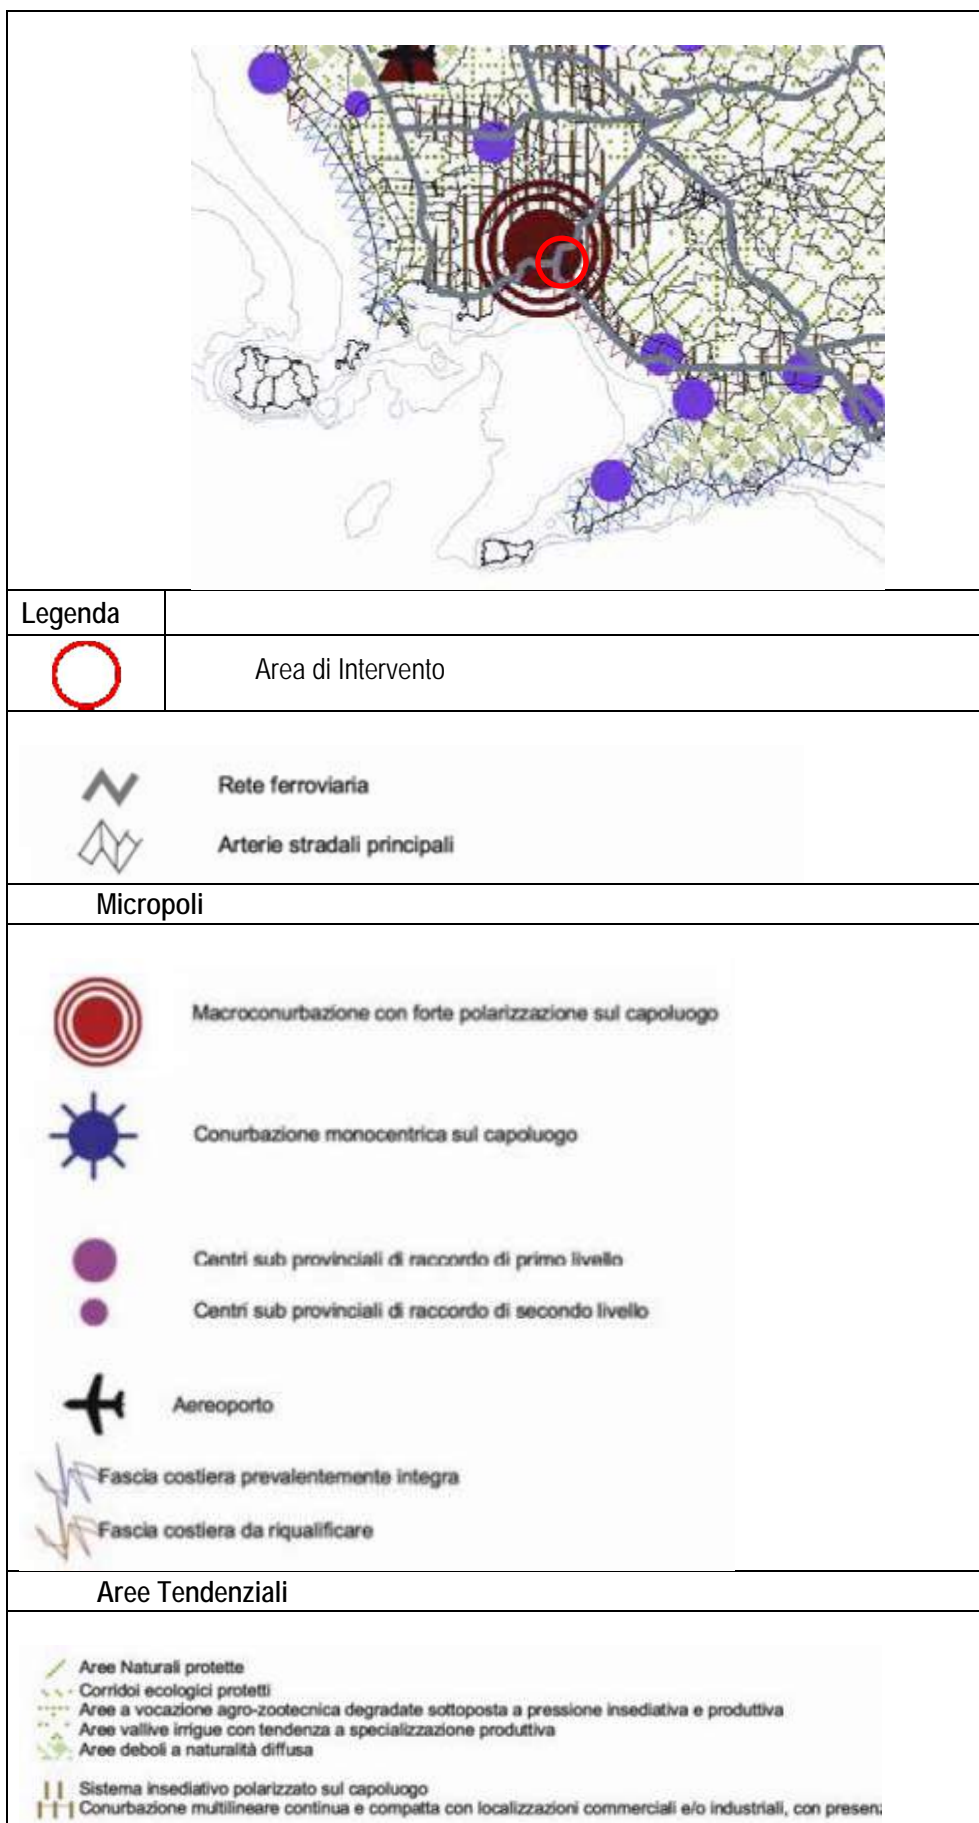 Legenda
Area di Intervento
Rete ferroviaria
Arterie stradali principali
Micropoli
Macroconurbazione con forte polarizzazione sul capoluogo
Conurbazione monocentrica sul capoluogo
Centri sub provinciali di raccordo di primo livello
Centri sub provinciali di raccordo di secondo livello
Aereoporto
Fascia costiera prevalentemente integra
Fascia costiera da riqualificare
Aree Tendenziali
Aree Naturali protette
Corridoi ecologici protetti
Aree a vocazione agro-zootecnica degradate sottoposta a pressione insediativa e produttiva
Aree vallive irrigue con tendenza a specializzazione produttiva
Aree deboli a naturalità diffusa
Sistema insediativo polarizzato sul capoluogo
Conurbazione multilineare continua e compatta con localizzazioni commerciali e/o industriali, con